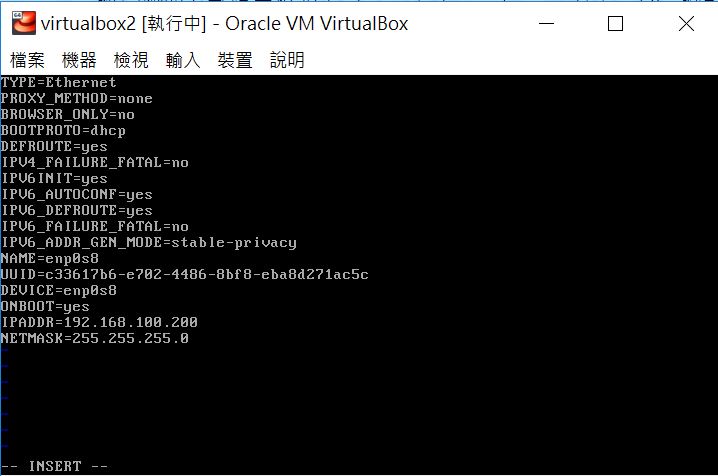 virtualbox2 [執行中] - Oracle VM VirtualBox
檔案 機器 檢視 輸入 裝置 說明
TYPE=Ethernet
PROXY_METHOD=none
BROWSER_ONLY=no
BOOTPROTO=dhcp
DEFROUTE=yes
IPV4_FAILURE_FATAL=no
IPV6INIT=yes
IPV6_AUTOCONF=yes
IPV6_DEFROUTE=yes
IPV6_FAILURE_FATAL=no
IPV6_ADDR_GEN_MODE=stable-privacy
NAME=enp0s8
UUID=c33617b6-e702-4486-8bf8-eba8d271ac5c
DEVICE=enp0s8
ONBOOT=yes
IPADDR=192.168.100.200
NETMASK=255.255.255.0
~
~
~
~
~
~
~
-- INSERT --